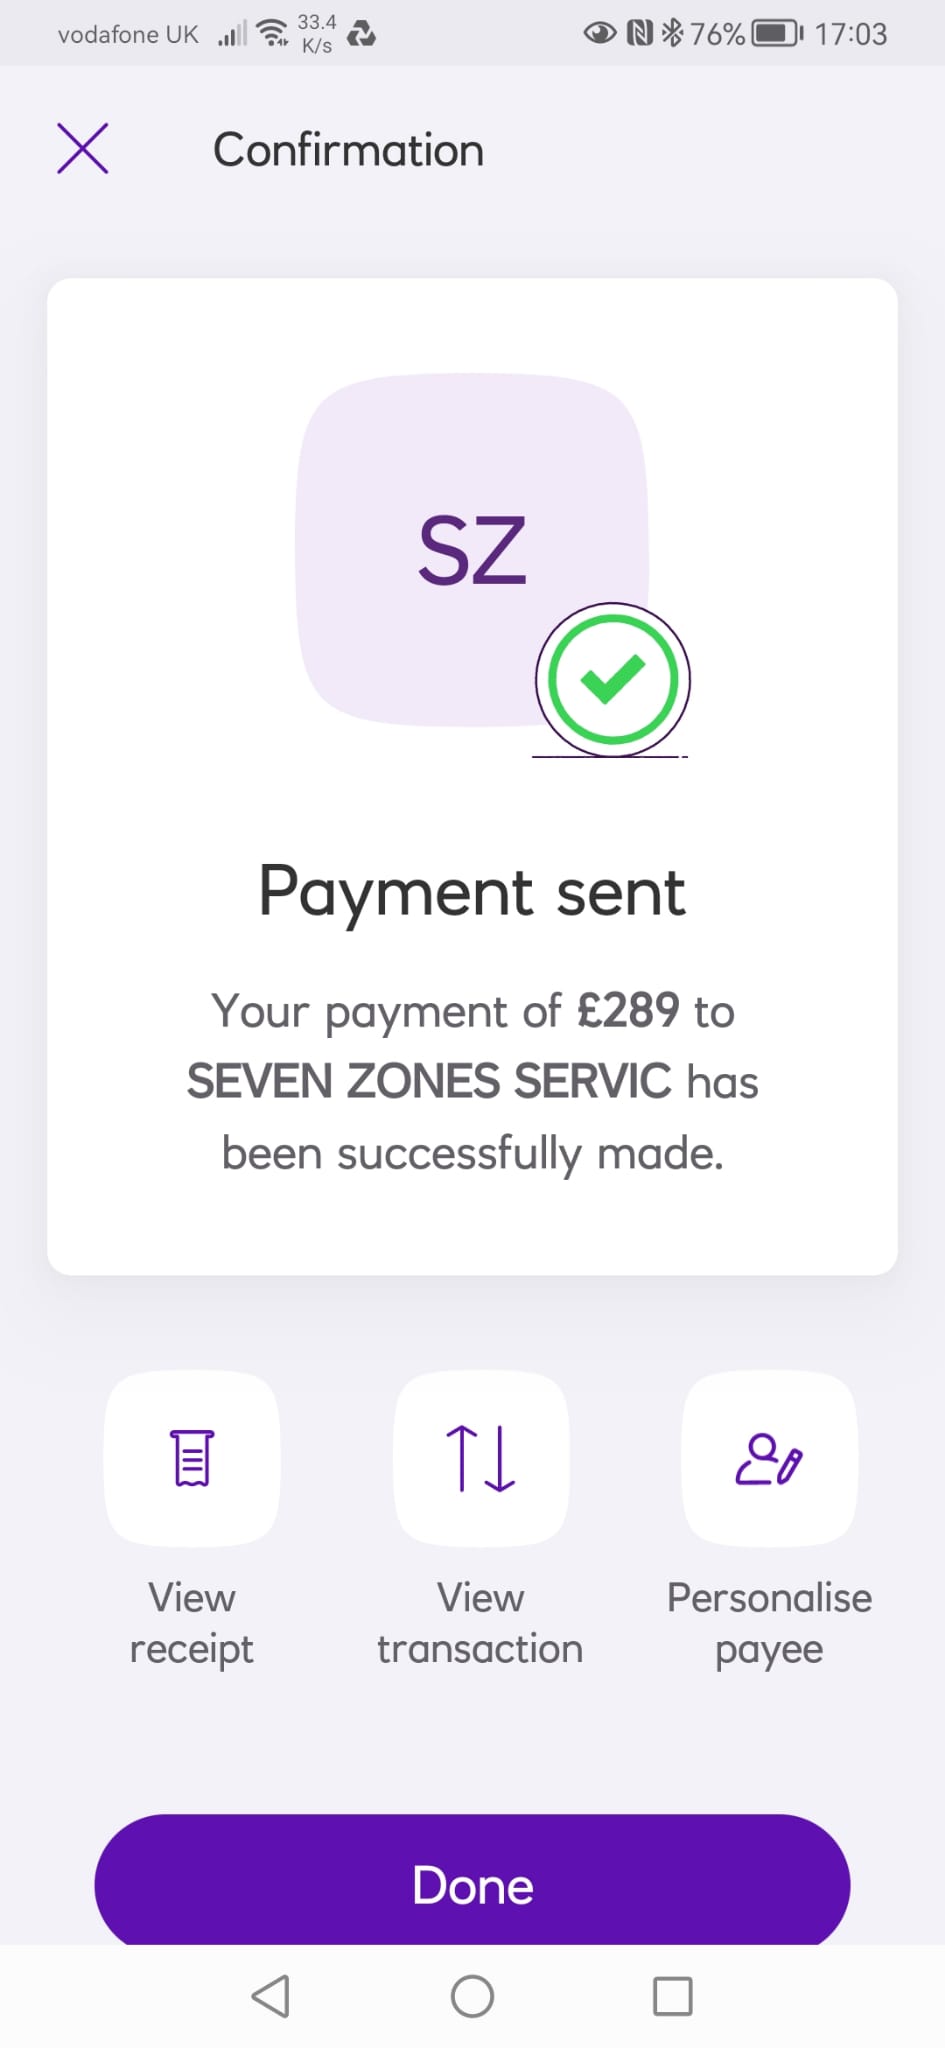 vodafone UK 33.4 K/s 76% 17:03
Confirmation
SZ
Payment sent
Your payment of £289 to
SEVEN ZONES SERVIC has
been successfully made.
View receipt
View transaction
Personalise payee
Done